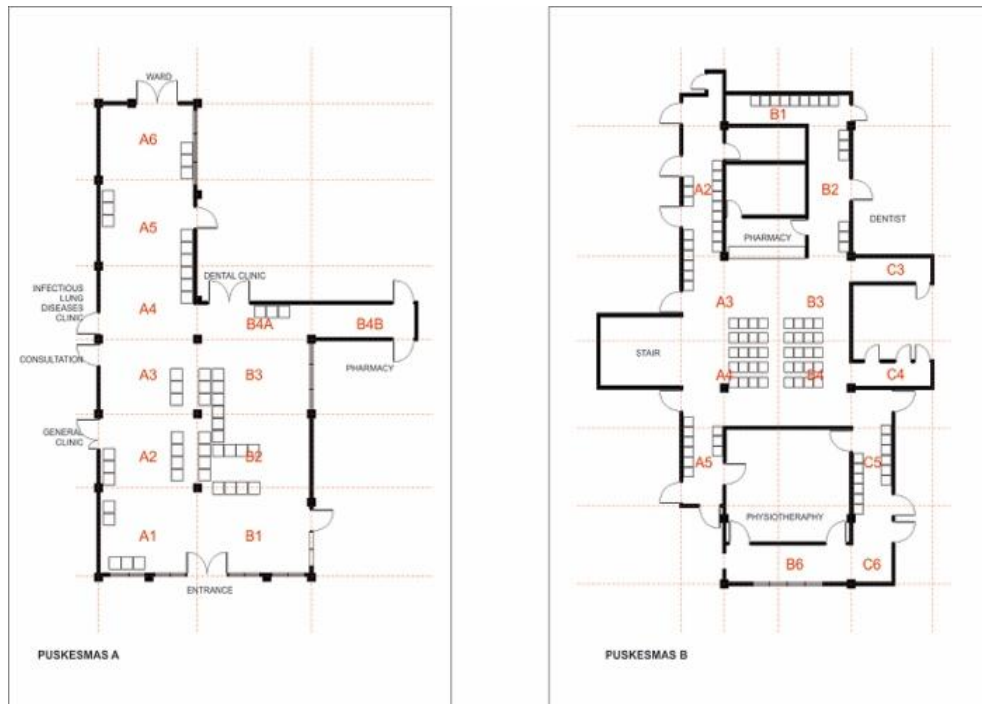 WARD
A6
A5
DENTAL CLINIC
INFECTIOUS
LUNG
DISEASES
CLINIC
A4
B4A
B4B
CONSULTATION
PHARMACY
A3
B3
GENERAL
CLINIC
A2
B2
A1
B1
ENTRANCE
PUSKESMAS A
B1
A2
B2
DENTIST
PHARMACY
C3
A3
B3
STAIR
A4
B4
C4
A5
C5
PHYSIOTHERAPHY
B6
C6
PUSKESMAS B